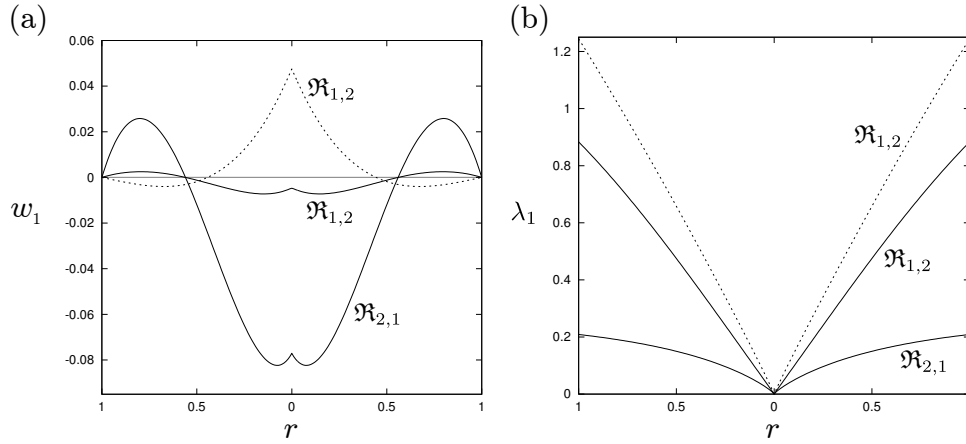 (a)
0.06
0.04
0.02
0
-0.02
-0.04
-0.06
-0.08
w₁
ℜ₁,₂
ℜ₁,₂
ℜ₂,₁
1 0.5 0 0.5 1
r
(b)
1.2
1
0.8
0.6
0.4
0.2
0
λ₁
ℜ₁,₂
ℜ₁,₂
ℜ₂,₁
1 0.5 0 0.5
r